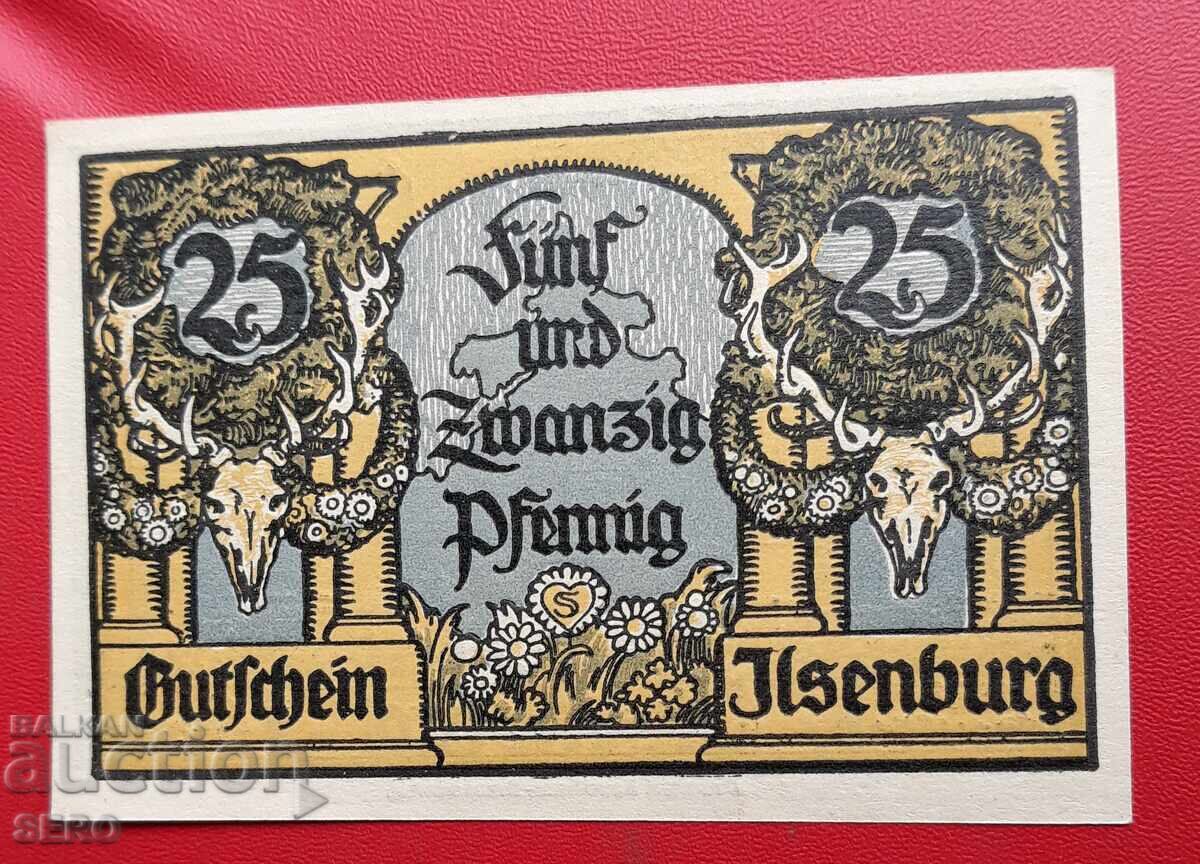 25
25
Fünf
und
Zwanzig
Pfennig
S
Gutschein
Ilsenburg
BALKAN
auction
SERO